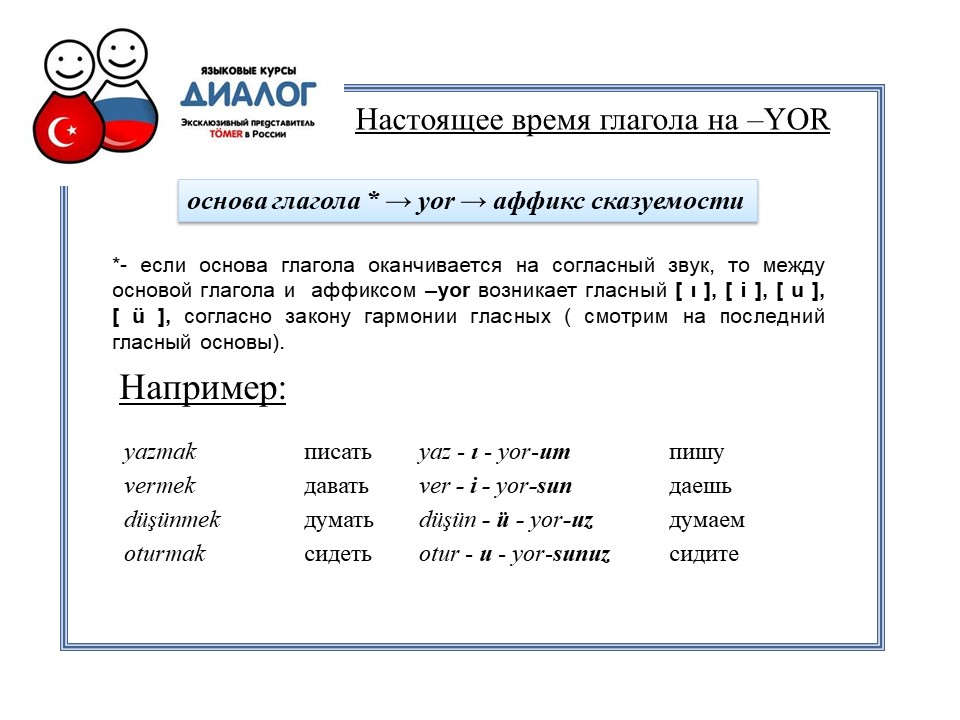 ЯЗЫКОВЫЕ КУРСЫ
ДИАЛОГ
Эксклюзивный представитель
TÖMER в России
Настоящее время глагола на –YOR
основа глагола * → yor → аффикс сказуемости
*- если основа глагола оканчивается на согласный звук, то между
основой глагола и аффиксом –yor возникает гласный [ ı ], [ i ], [ u ],
[ ü ], согласно закону гармонии гласных ( смотрим на последний
гласный основы).
Например:
yazmak писать yaz - ı - yor-um пишу
vermek давать ver - i - yor-sun даешь
düşünmek думать düşün - ü - yor-uz думаем
oturmak сидеть otur - u - yor-sunuz сидите